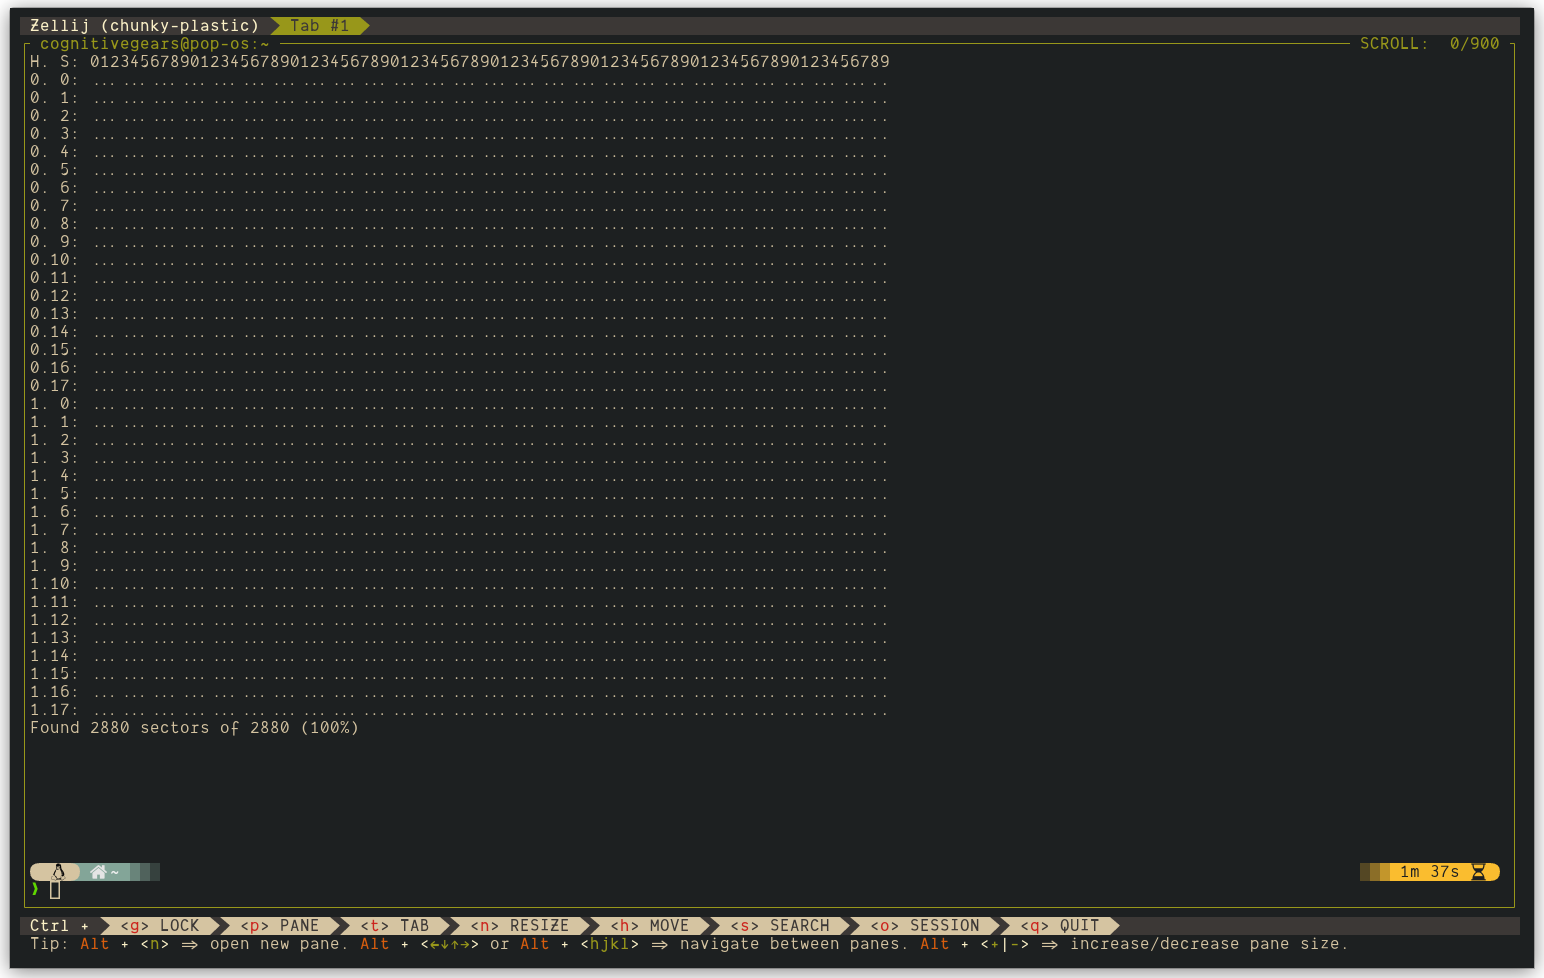 Zellij (chunky-plastic) Tab #1
cognitivegears@pop-os:~ SCROLL: 0/900
H. S: 01234567890123456789012345678901234567890123456789012345678901234567890123456789
0. 0: ................................................................................
0. 1: ................................................................................
0. 2: ................................................................................
0. 3: ................................................................................
0. 4: ................................................................................
0. 5: ................................................................................
0. 6: ................................................................................
0. 7: ................................................................................
0. 8: ................................................................................
0. 9: ................................................................................
0.10: ................................................................................
0.11: ................................................................................
0.12: ................................................................................
0.13: ................................................................................
0.14: ................................................................................
0.15: ................................................................................
0.16: ................................................................................
0.17: ................................................................................
1. 0: ................................................................................
1. 1: ................................................................................
1. 2: ................................................................................
1. 3: ................................................................................
1. 4: ................................................................................
1. 5: ................................................................................
1. 6: ................................................................................
1. 7: ................................................................................
1. 8: ................................................................................
1. 9: ................................................................................
1.10: ................................................................................
1.11: ................................................................................
1.12: ................................................................................
1.13: ................................................................................
1.14: ................................................................................
1.15: ................................................................................
1.16: ................................................................................
1.17: ................................................................................
Found 2880 sectors of 2880 (100%)
~ 1m 37s
❱
Ctrl + <g> LOCK <p> PANE <t> TAB <n> RESIZE <h> MOVE <s> SEARCH <o> SESSION <q> QUIT
Tip: Alt + <n> => open new pane. Alt + <←↓↑→> or Alt + <hjkl> => navigate between panes. Alt + <+|-> => increase/decrease pane size.